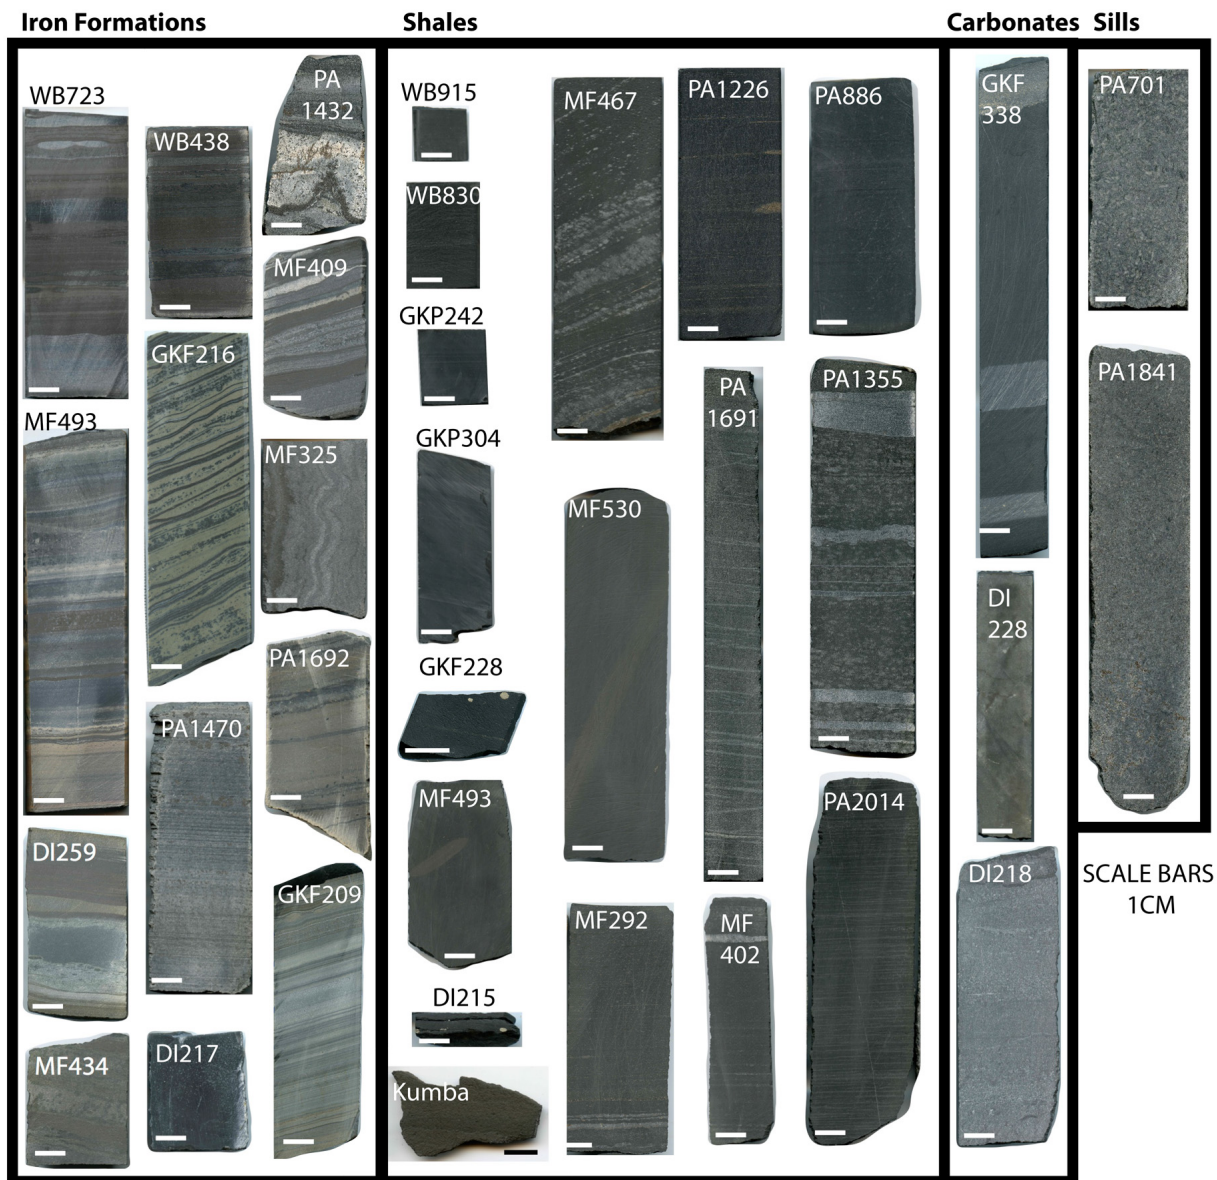 Iron Formations
Shales
Carbonates
Sills
WB723
WB438
PA
1432
MF409
GKF216
MF493
MF325
PA1692
PA1470
DI259
GKF209
MF434
DI217
WB915
WB830
GKP242
GKP304
GKF228
MF493
DI215
Kumba
MF467
MF530
MF292
PA1226
PA
1691
MF
402
PA886
PA1355
PA2014
GKF
338
DI
228
DI218
PA701
PA1841
SCALE BARS
1CM